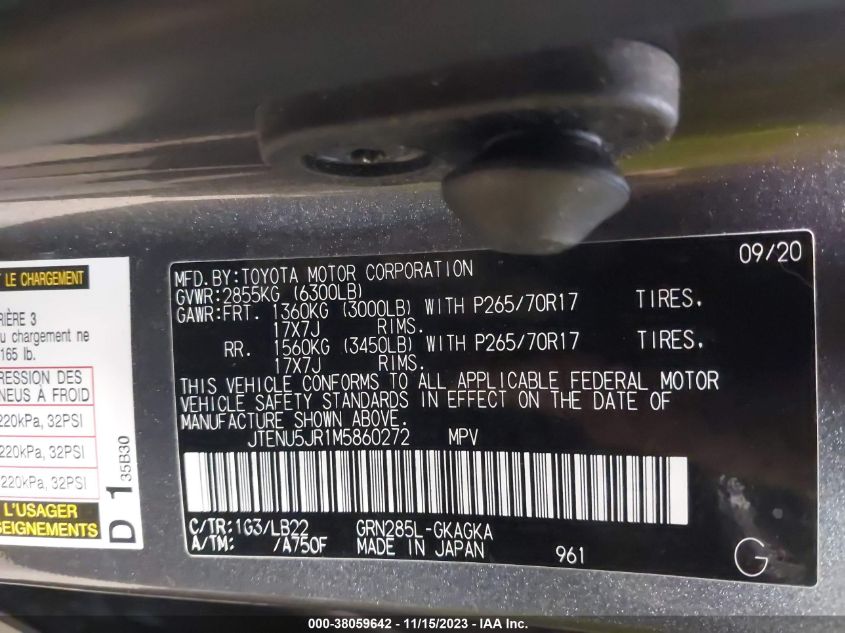 T LE CHARGEMENT
RIÈRE 3
u chargement ne
165 lb.
RESSION DES
NEUS À FROID
220kPa, 32PSI
220kPa, 32PSI
220kPa, 32PSI
L'USAGER
SEIGNEMENTS
D 1 35B30
09/20
MFD.BY:TOYOTA MOTOR CORPORATION
GVWR:2855KG (6300LB)
GAWR:FRT. 1360KG (3000LB) WITH P265/70R17 TIRES,
17X7J RIMS.
RR. 1560KG (3450LB) WITH P265/70R17 TIRES,
17X7J RIMS.
THIS VEHICLE CONFORMS TO ALL APPLICABLE FEDERAL MOTOR
VEHICLE SAFETY STANDARDS IN EFFECT ON THE DATE OF
MANUFACTURE SHOWN ABOVE.
JTENU5JR1M5860272 MPV
C/TR:1G3/LB22 GRN285L-GKAGKA
A/TM: /A750F MADE IN JAPAN 961
G
000-38059642 - 11/15/2023 - IAA Inc.